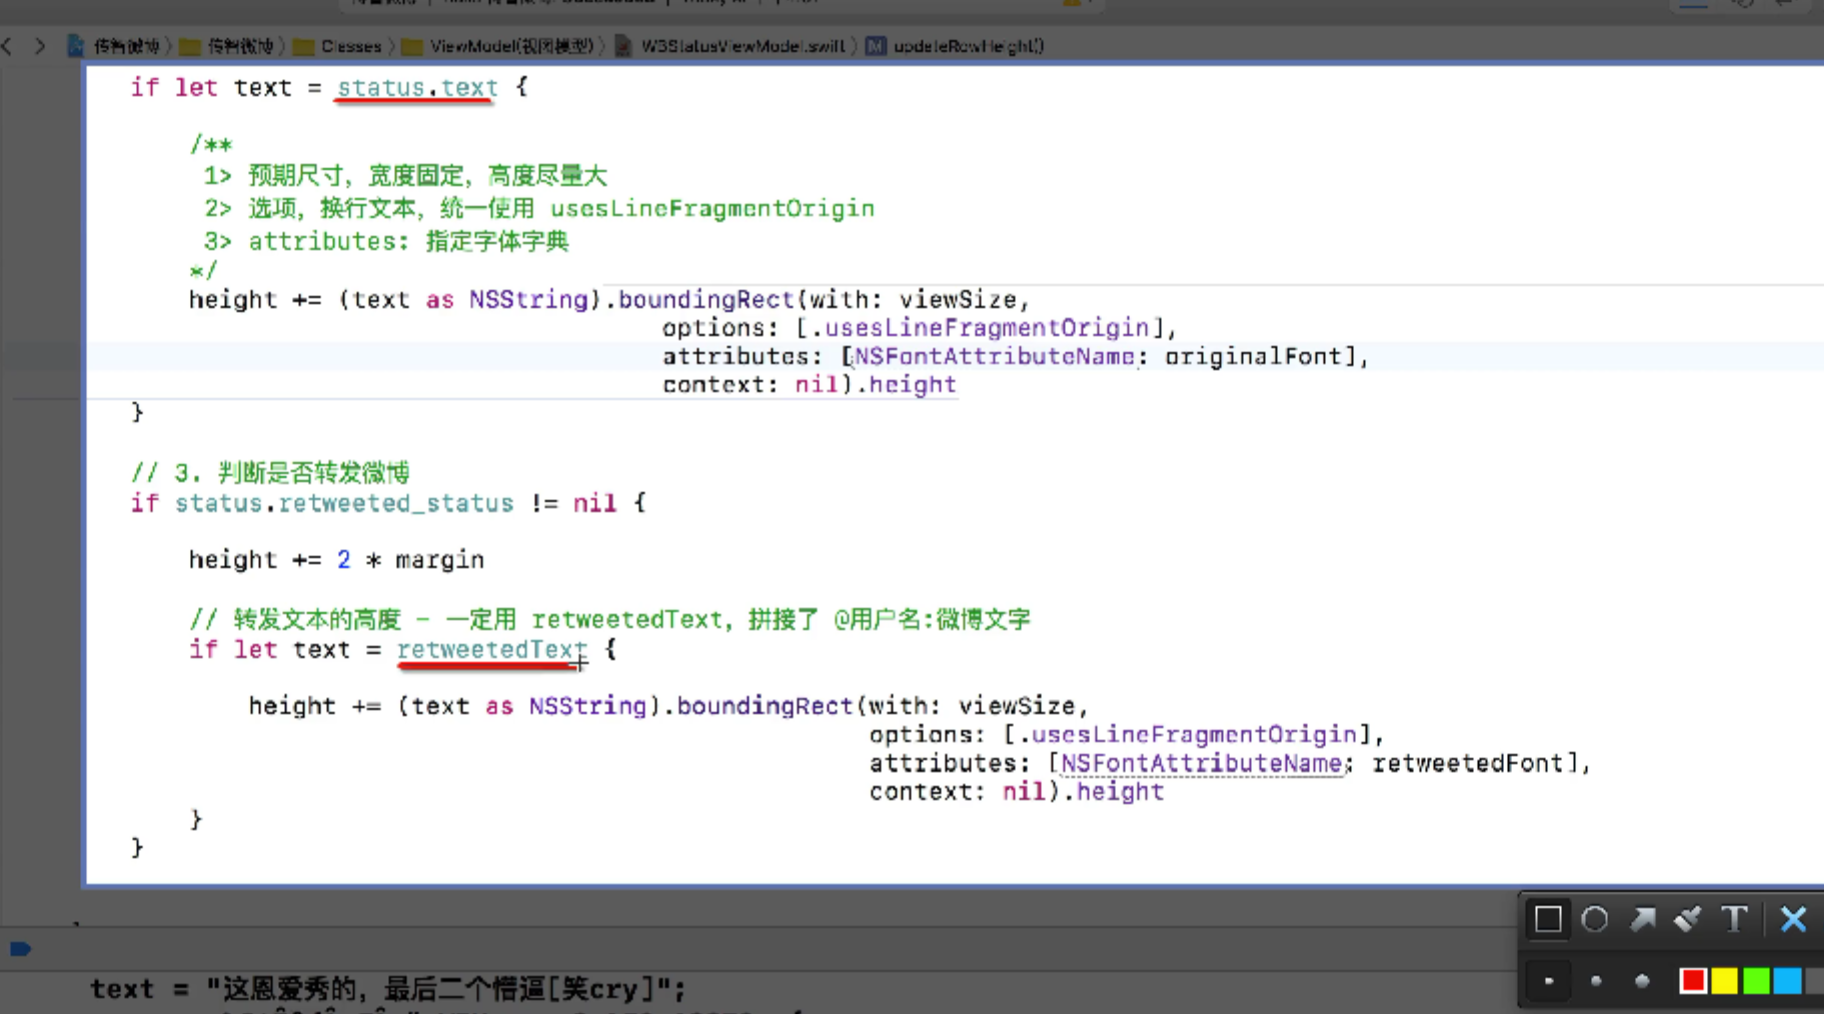 传智微博 〉 传智微博 〉 Classes 〉 ViewModel(视图模型) 〉 WBStatusViewModel.swift 〉 M updateRowHeight()
if let text = status.text {
/**
1> 预期尺寸，宽度固定，高度尽量大
2> 选项，换行文本，统一使用 usesLineFragmentOrigin
3> attributes: 指定字体字典
*/
height += (text as NSString).boundingRect(with: viewSize,
options: [.usesLineFragmentOrigin],
attributes: [NSFontAttributeName: originalFont],
context: nil).height
}
// 3. 判断是否转发微博
if status.retweeted_status != nil {
height += 2 * margin
// 转发文本的高度 - 一定用 retweetedText，拼接了 @用户名:微博文字
if let text = retweetedText {
height += (text as NSString).boundingRect(with: viewSize,
options: [.usesLineFragmentOrigin],
attributes: [NSFontAttributeName: retweetedFont],
context: nil).height
}
}
T
text = "这恩爱秀的，最后二个懵逼[笑cry]";